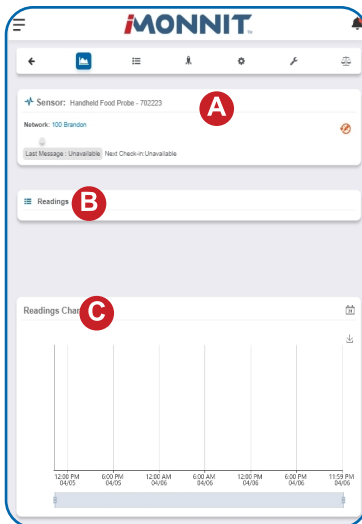 iMONNIT
Sensor: Handheld Food Probe - 702223
A
Network: 100 Brandon
Last Message : Unavailable Next Check-in:Unavailable
Readings
B
Readings Char
C
12:00 PM 6:00 PM 12:00 AM 6:00 AM 12:00 PM 6:00 PM 11:59 PM
04/05 04/05 04/06 04/06 04/06 04/06 04/06